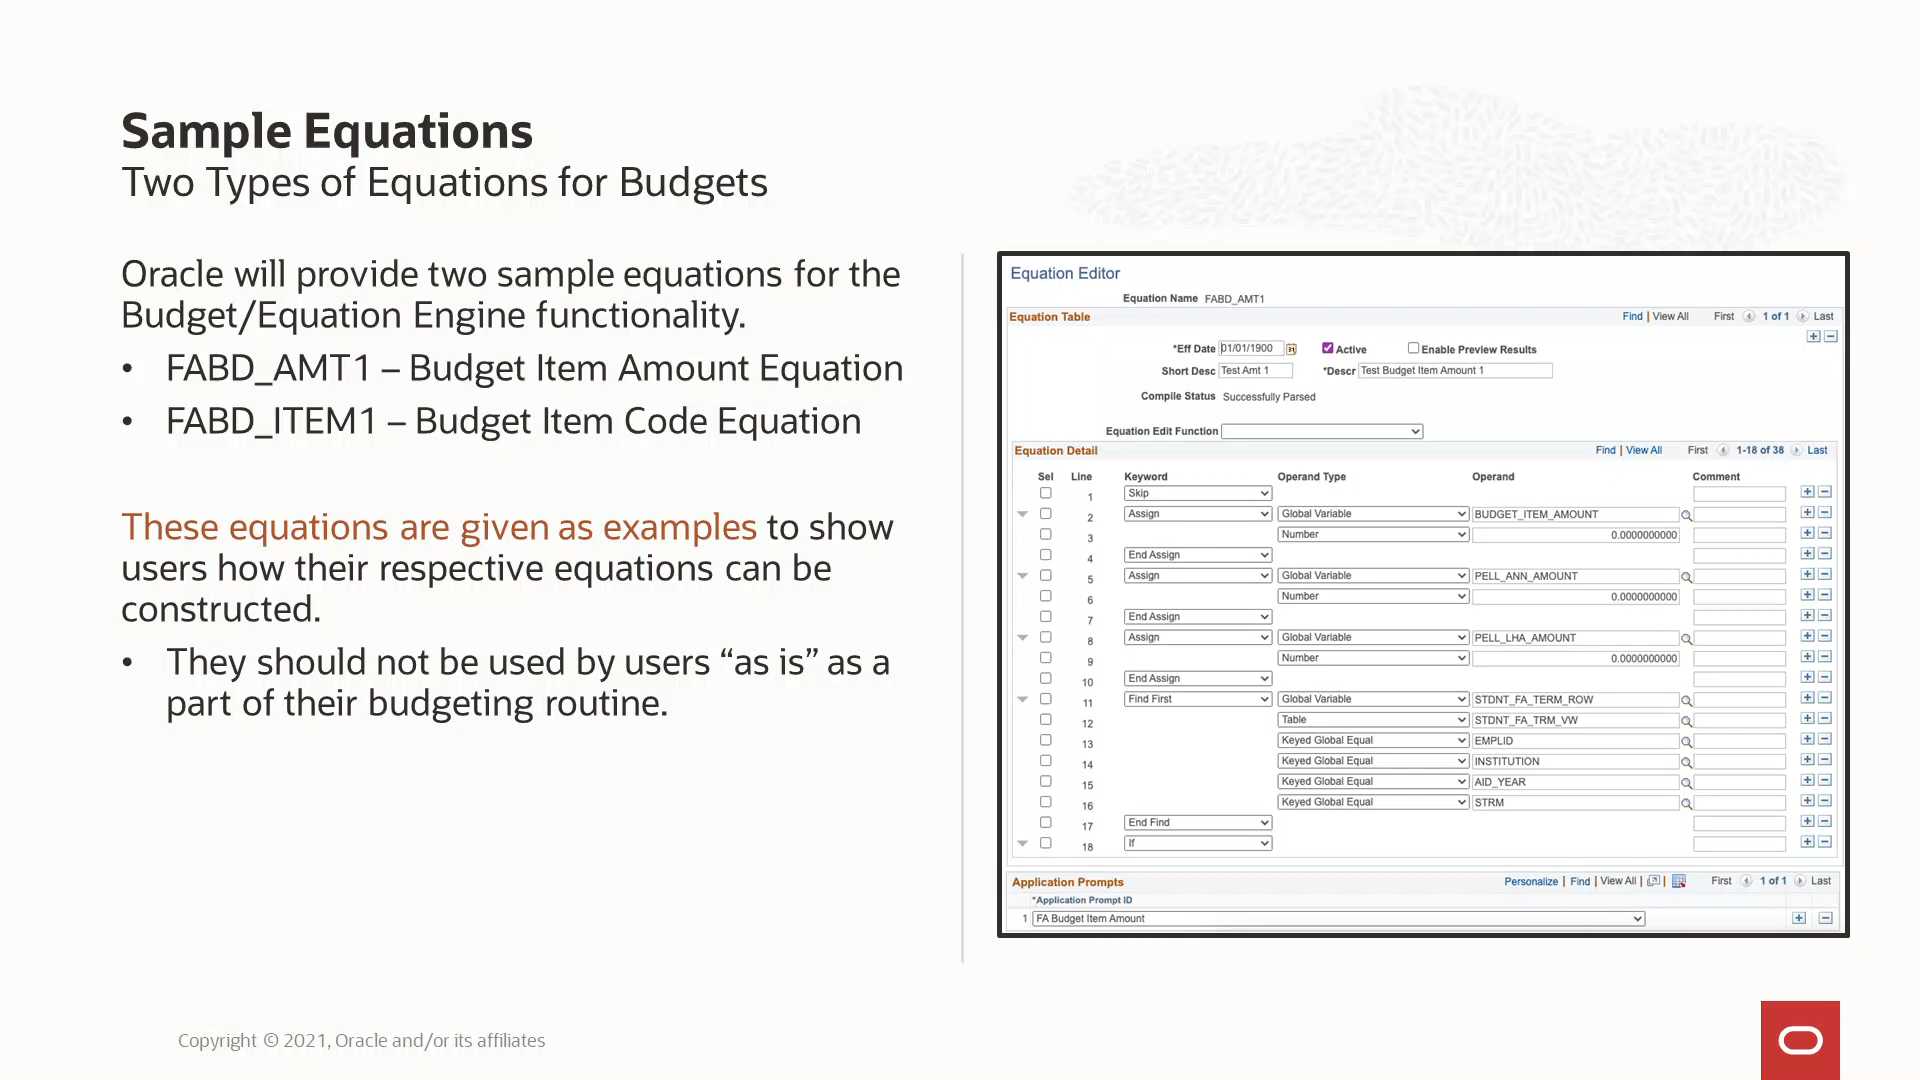 Sample Equations
Two Types of Equations for Budgets
Oracle will provide two sample equations for the
Budget/Equation Engine functionality.
• FABD_AMT1 – Budget Item Amount Equation
• FABD_ITEM1 – Budget Item Code Equation
These equations are given as examples to show
users how their respective equations can be
constructed.
• They should not be used by users “as is” as a
part of their budgeting routine.
Equation Editor
Equation Name FABD_AMT1
Equation Table Find | View All First 1 of 1 Last
*Eff Date 01/01/1900 31 Active Enable Preview Results
Short Desc Test Amt 1 *Descr Test Budget Item Amount 1
Compile Status Successfully Parsed
Equation Edit Function
Equation Detail Find | View All First 1-18 of 38 Last
Sel Line Keyword Operand Type Operand Comment
1 Skip
2 Assign Global Variable BUDGET_ITEM_AMOUNT
3 Number 0.0000000000
4 End Assign
5 Assign Global Variable PELL_ANN_AMOUNT
6 Number 0.0000000000
7 End Assign
8 Assign Global Variable PELL_LHA_AMOUNT
9 Number 0.0000000000
10 End Assign
11 Find First Global Variable STDNT_FA_TERM_ROW
12 Table STDNT_FA_TRM_VW
13 Keyed Global Equal EMPLID
14 Keyed Global Equal INSTITUTION
15 Keyed Global Equal AID_YEAR
16 Keyed Global Equal STRM
17 End Find
18 If
Application Prompts Personalize | Find | View All | | First 1 of 1 Last
*Application Prompt ID
1 FA Budget Item Amount
Copyright © 2021, Oracle and/or its affiliates